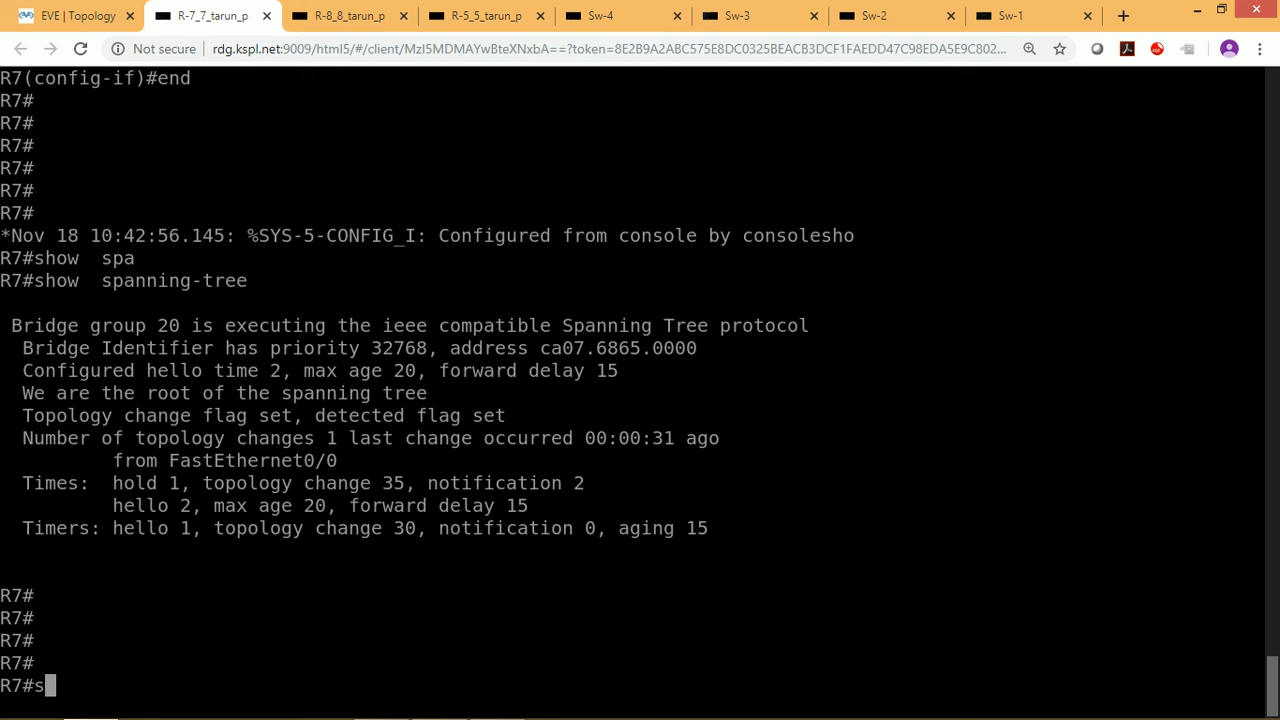 EVE | Topology
R-7_7_tarun_p
R-8_8_tarun_p
R-5_5_tarun_p
Sw-4
Sw-3
Sw-2
Sw-1
Not secure
rdg.kspl.net:9009/html5/#/client/MzI5MDMAYwBteXNxbA==?token=8E2B9A2ABC575E8DC0325BEACB3DCF1FAEDD47C98EDA5E9C802...
R7(config-if)#end
R7#
R7#
R7#
R7#
R7#
R7#
*Nov 18 10:42:56.145: %SYS-5-CONFIG_I: Configured from console by consolesho
R7#show  spa
R7#show  spanning-tree
Bridge group 20 is executing the ieee compatible Spanning Tree protocol
Bridge Identifier has priority 32768, address ca07.6865.0000
Configured hello time 2, max age 20, forward delay 15
We are the root of the spanning tree
Topology change flag set, detected flag set
Number of topology changes 1 last change occurred 00:00:31 ago
from FastEthernet0/0
Times:  hold 1, topology change 35, notification 2
hello 2, max age 20, forward delay 15
Timers: hello 1, topology change 30, notification 0, aging 15
R7#
R7#
R7#
R7#
R7#s